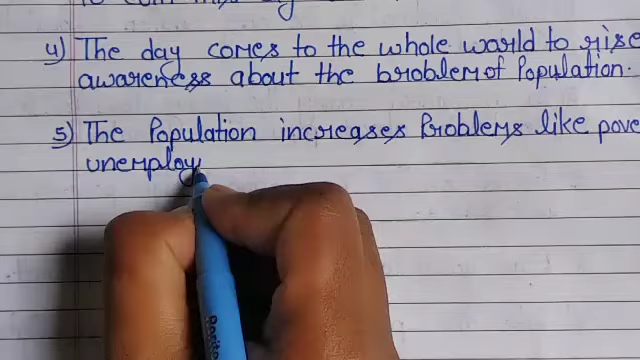 4) The day comes to the whole world to rise
awareness about the broblem of Population.
5) The Population increases Problems like pove
unemploy